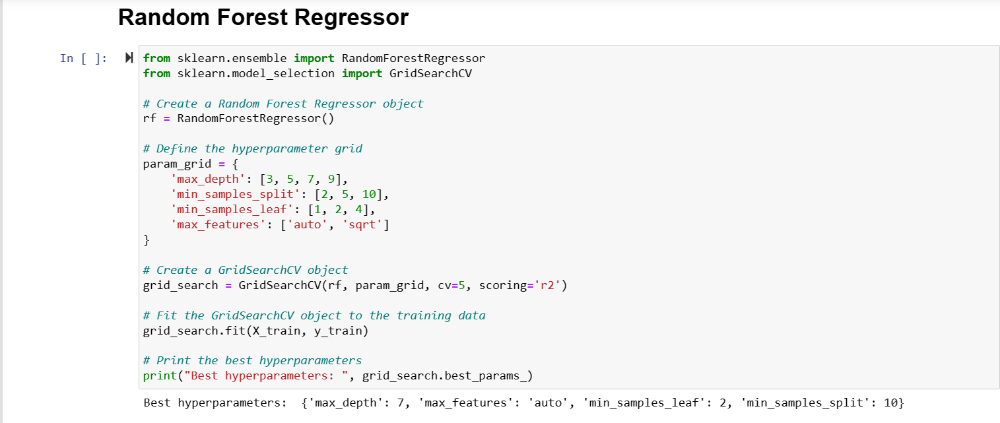 Random Forest Regressor
In [ ]:
from sklearn.ensemble import RandomForestRegressor
from sklearn.model_selection import GridSearchCV
# Create a Random Forest Regressor object
rf = RandomForestRegressor()
# Define the hyperparameter grid
param_grid = {
    'max_depth': [3, 5, 7, 9],
    'min_samples_split': [2, 5, 10],
    'min_samples_leaf': [1, 2, 4],
    'max_features': ['auto', 'sqrt']
}
# Create a GridSearchCV object
grid_search = GridSearchCV(rf, param_grid, cv=5, scoring='r2')
# Fit the GridSearchCV object to the training data
grid_search.fit(X_train, y_train)
# Print the best hyperparameters
print("Best hyperparameters: ", grid_search.best_params_)
Best hyperparameters:  {'max_depth': 7, 'max_features': 'auto', 'min_samples_leaf': 2, 'min_samples_split': 10}